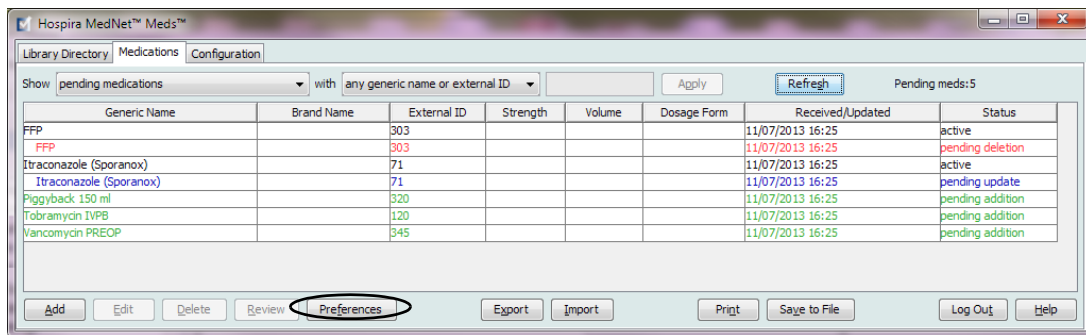 Hospira MedNet™ Meds™
Library Directory Medications Configuration
Show pending medications with any generic name or external ID Apply Refresh Pending meds:5
Generic Name Brand Name External ID Strength Volume Dosage Form Received/Updated Status
FFP 303 11/07/2013 16:25 active
FFP 303 11/07/2013 16:25 pending deletion
Itraconazole (Sporanox) 71 11/07/2013 16:25 active
Itraconazole (Sporanox) 71 11/07/2013 16:25 pending update
Piggyback 150 ml 320 11/07/2013 16:25 pending addition
Tobramycin IVPB 120 11/07/2013 16:25 pending addition
Vancomycin PREOP 345 11/07/2013 16:25 pending addition
Add Edit Delete Review Preferences Export Import Print Save to File Log Out Help